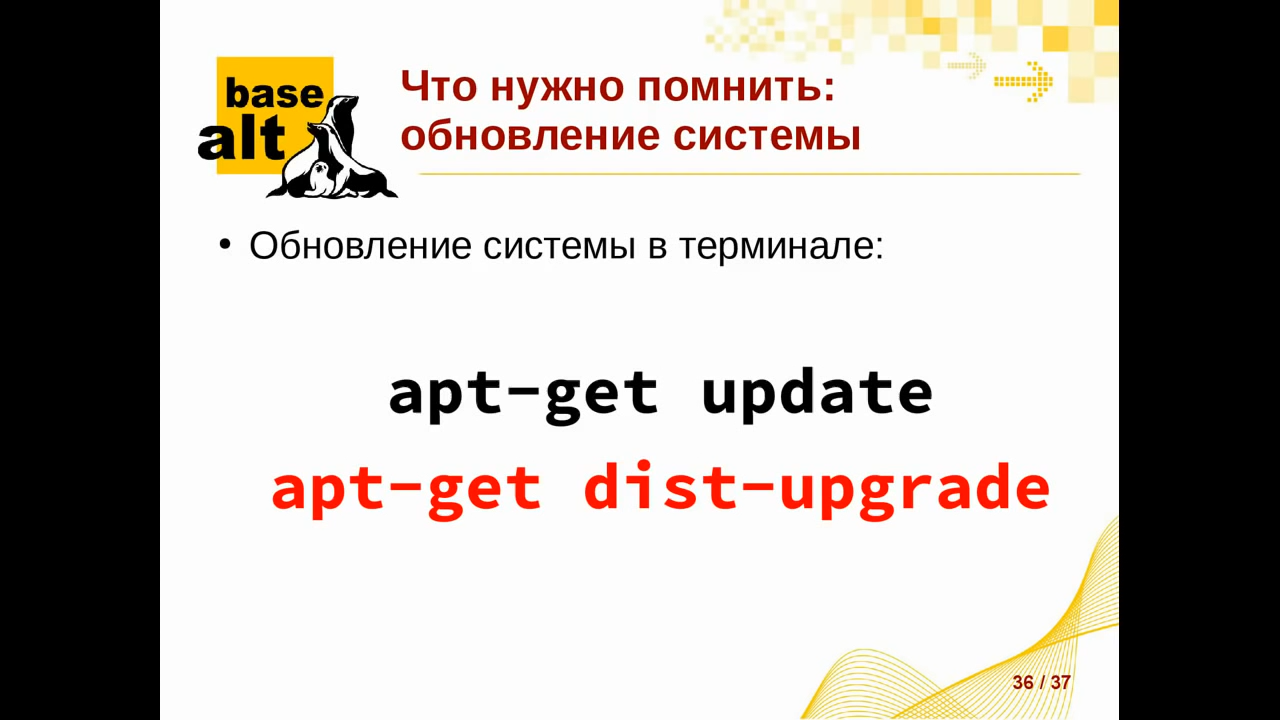 base
alt
Что нужно помнить:
обновление системы
• Обновление системы в терминале:
apt-get update
apt-get dist-upgrade
36 / 37